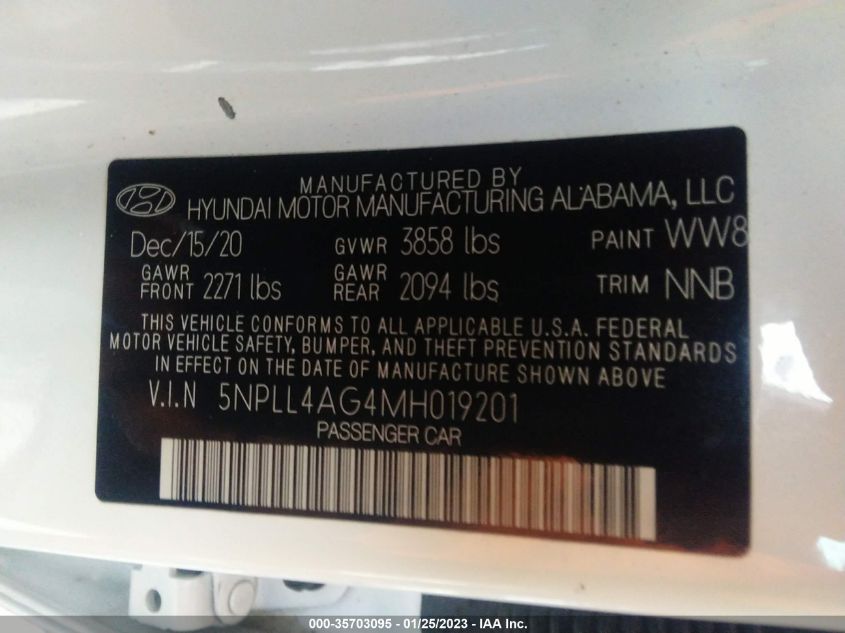 MANUFACTURED BY
HYUNDAI MOTOR MANUFACTURING ALABAMA, LLC
Dec/15/20 GVWR 3858 lbs PAINT WW8
GAWR FRONT 2271 lbs GAWR REAR 2094 lbs TRIM NNB
THIS VEHICLE CONFORMS TO ALL APPLICABLE U.S.A. FEDERAL
MOTOR VEHICLE SAFETY, BUMPER, AND THEFT PREVENTION STANDARDS
IN EFFECT ON THE DATE OF MANUFACTURE SHOWN ABOVE
V.I.N 5NPLL4AG4MH019201
PASSENGER CAR
000-35703095 - 01/25/2023 - IAA Inc.